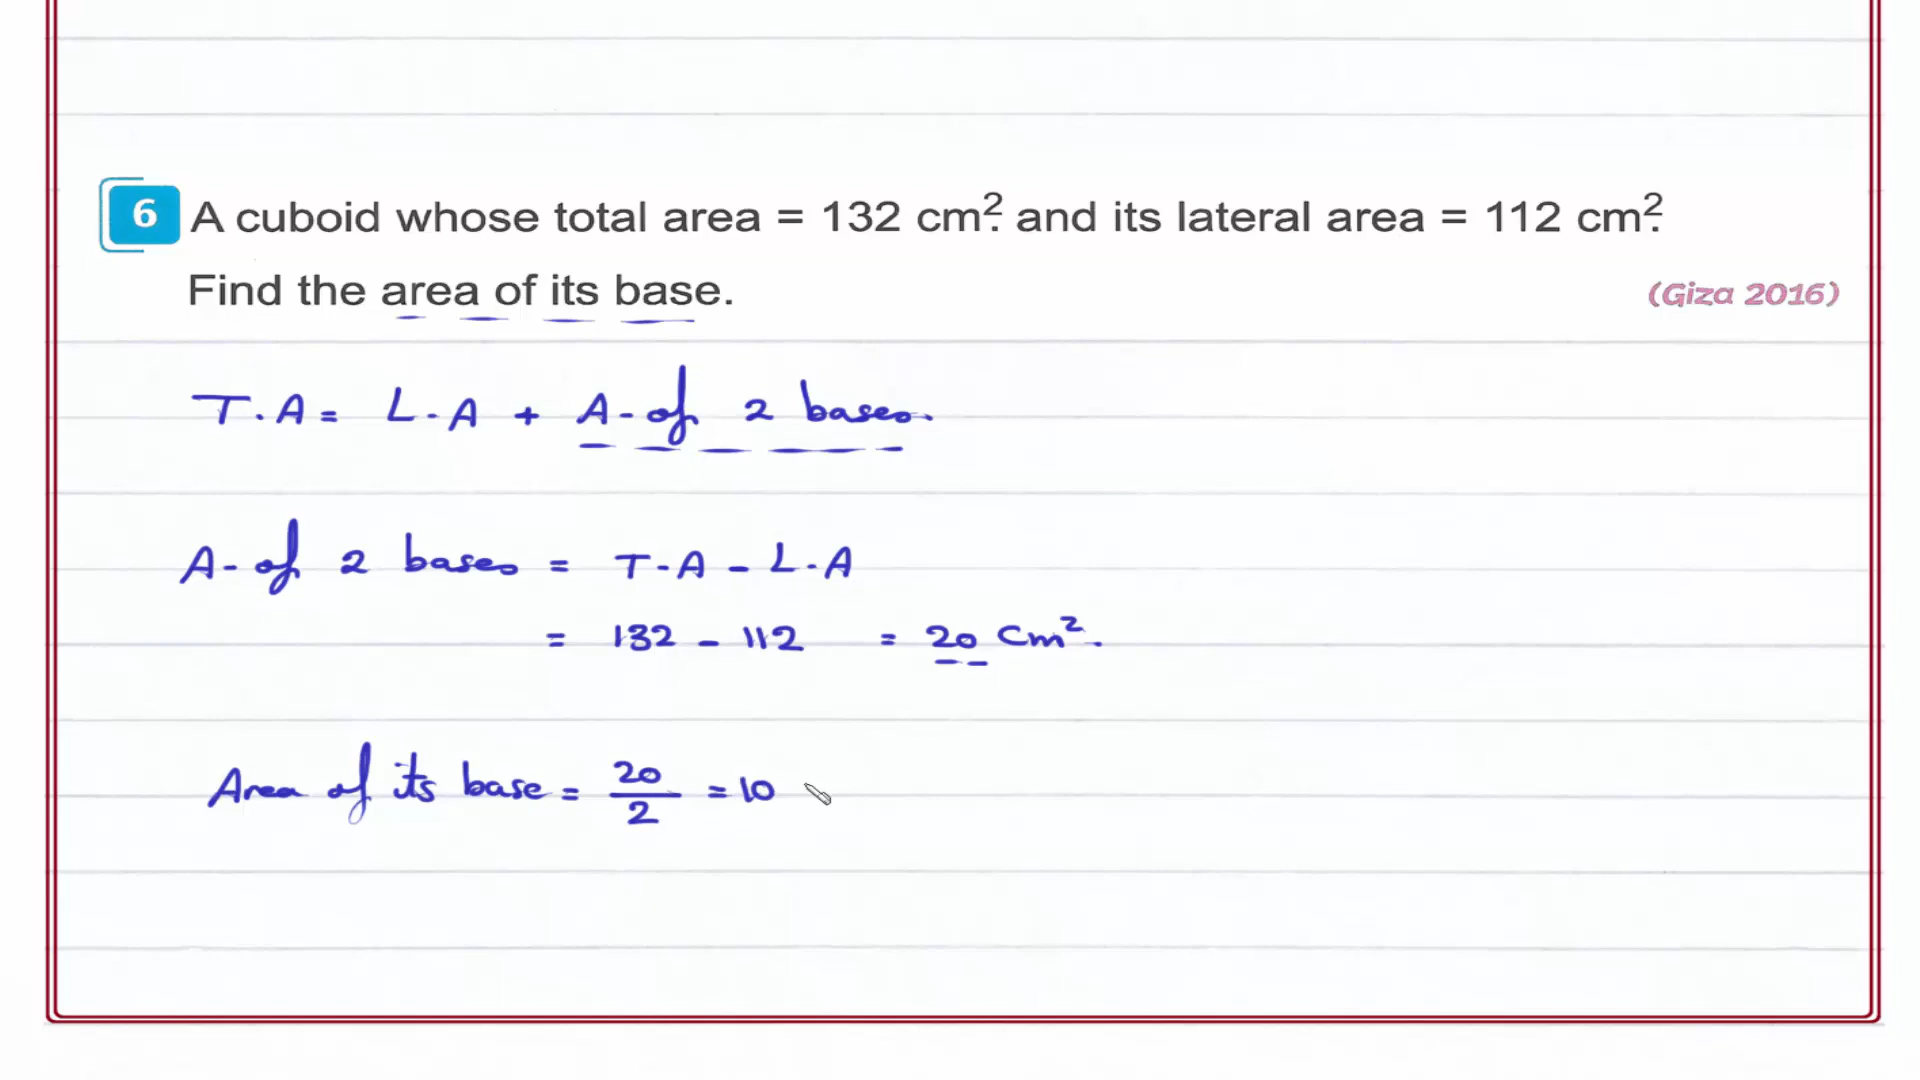 6 A cuboid whose total area = 132 cm². and its lateral area = 112 cm².
Find the area of its base.
(Giza 2016)
T.A = L.A + A. of 2 bases.
A. of 2 bases = T.A - L.A
= 132 - 112 = 20 Cm².
Area of its base = 20/2 = 10